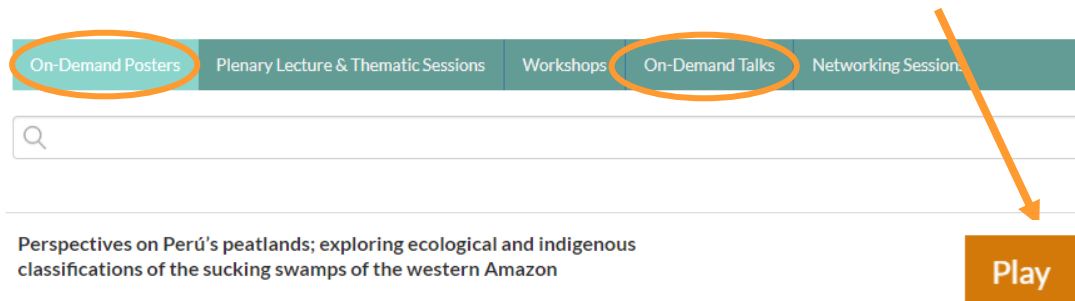 On-Demand Posters Plenary Lecture & Thematic Sessions Workshops On-Demand Talks Networking Sessions
Perspectives on Perú's peatlands; exploring ecological and indigenous
classifications of the sucking swamps of the western Amazon
Play